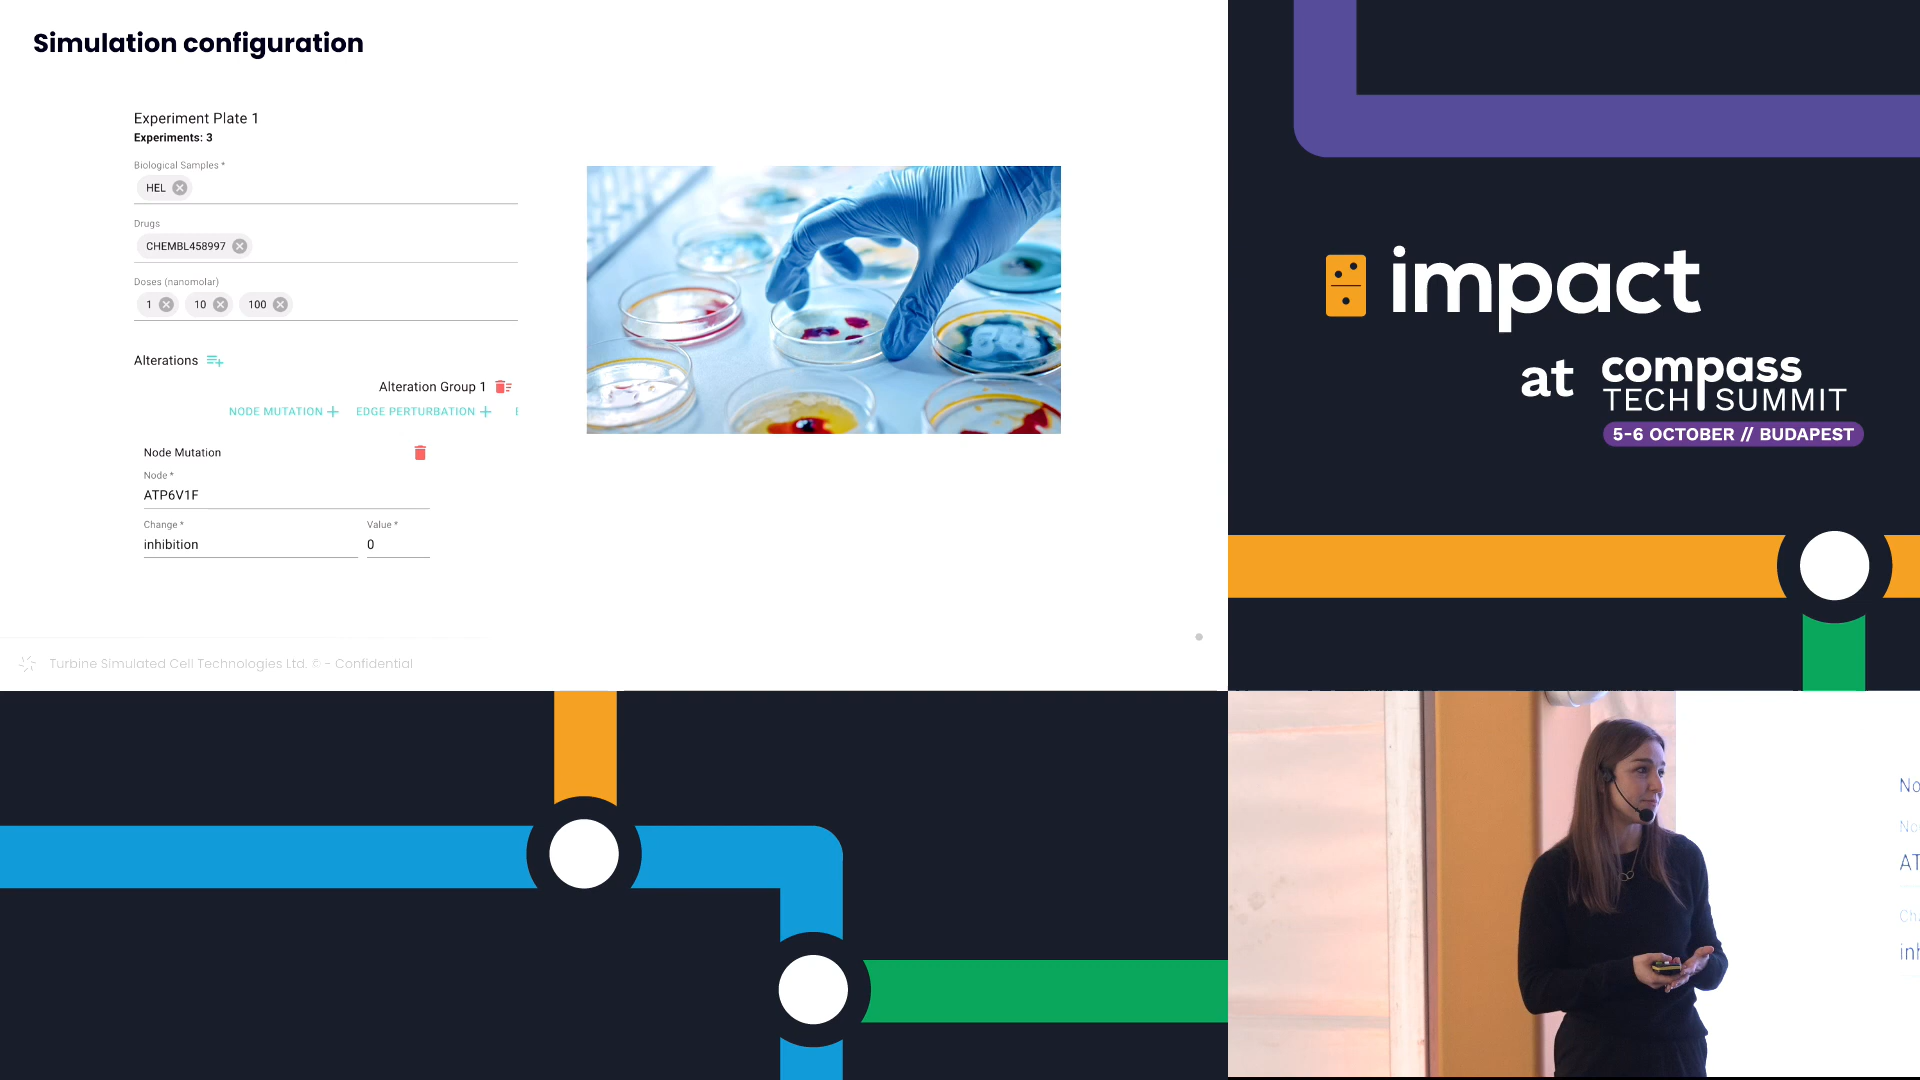 Simulation configuration
Experiment Plate 1
Experiments: 3
Biological Samples *
HEL
Drugs
CHEMBL458997
Doses (nanomolar)
1 10 100
Alterations
Alteration Group 1
NODE MUTATION + EDGE PERTURBATION +
Node Mutation
Node *
ATP6V1F
Change * Value *
inhibition 0
Turbine Simulated Cell Technologies Ltd. © - Confidential
impact
at compass
TECH SUMMIT
5-6 OCTOBER // BUDAPEST